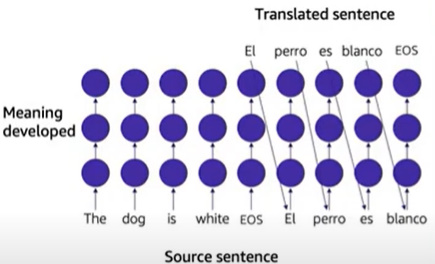 Translated sentence
El perro es blanco EOS
Meaning
developed
The dog is white EOS El perro es blanco
Source sentence